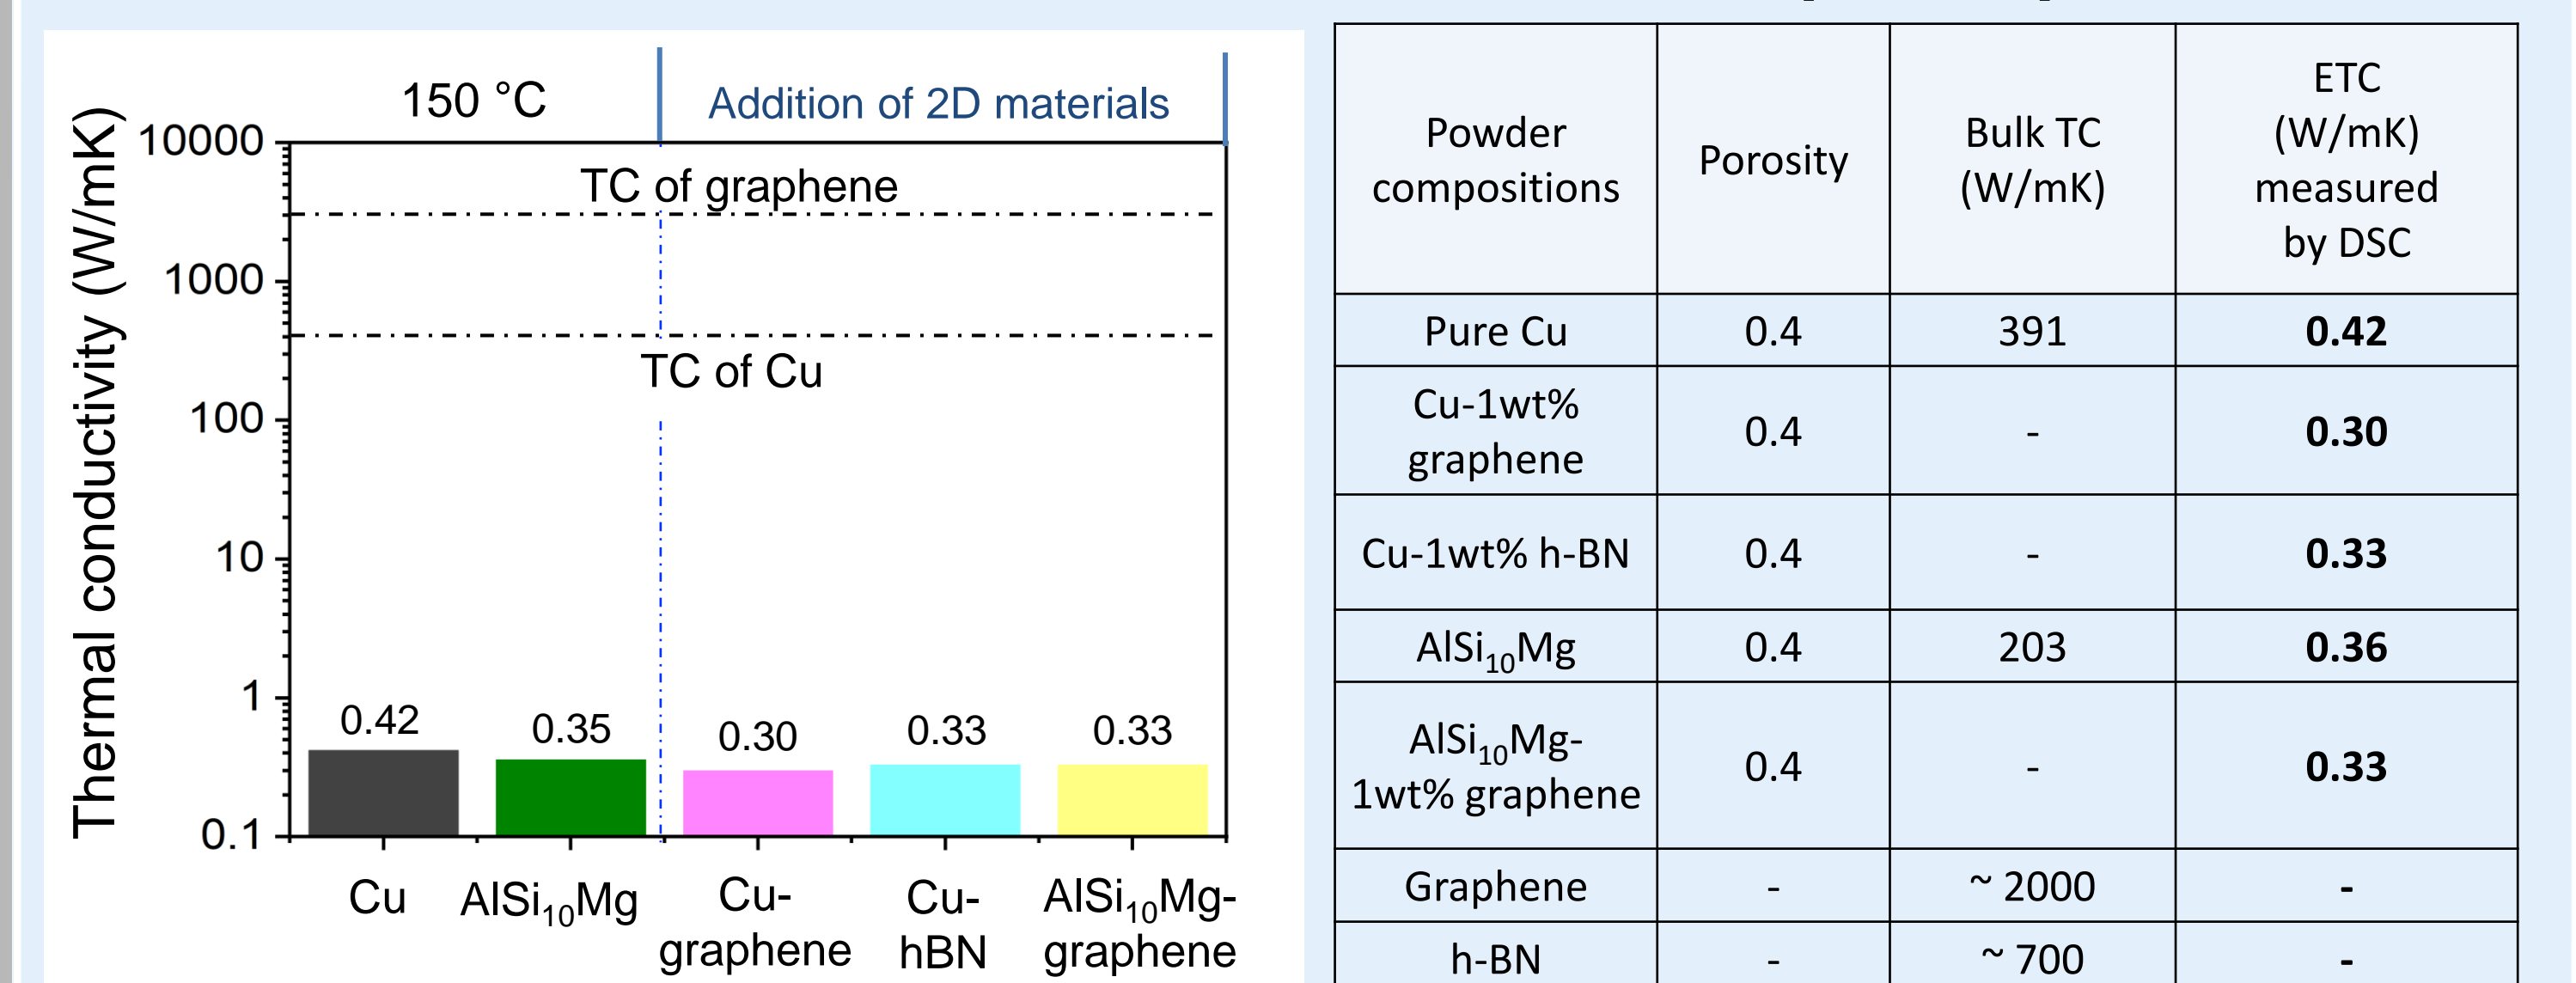 150 °C
Addition of 2D materials
Thermal conductivity (W/mK)
10000
1000
100
10
1
0.1
TC of graphene
TC of Cu
0.42
0.35
0.30
0.33
0.33
Cu
AlSi₁₀Mg
Cu-
graphene
Cu-
hBN
AlSi₁₀Mg-
graphene
Powder
compositions
Porosity
Bulk TC
(W/mK)
ETC
(W/mK)
measured
by DSC
Pure Cu
0.4
391
0.42
Cu-1wt%
graphene
0.4
-
0.30
Cu-1wt% h-BN
0.4
-
0.33
AlSi₁₀Mg
0.4
203
0.36
AlSi₁₀Mg-
1wt% graphene
0.4
-
0.33
Graphene
-
~ 2000
-
h-BN
-
~ 700
-